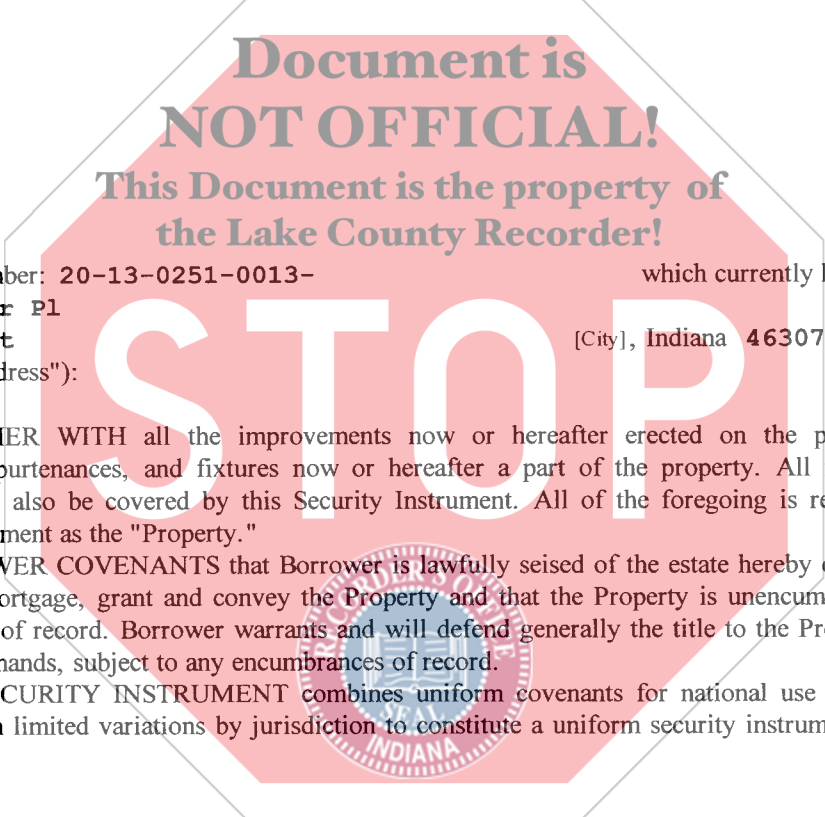 Document is
NOT OFFICIAL!
This Document is the property of
the Lake County Recorder!
ber: 20-13-0251-0013- which currently
r Pl
t [City], Indiana 46307
dress"):
STOP
ER WITH all the improvements now or hereafter erected on the p
purtenances, and fixtures now or hereafter a part of the property. All
also be covered by this Security Instrument. All of the foregoing is re
ment as the "Property."
WER COVENANTS that Borrower is lawfully seised of the estate hereby
ortgage, grant and convey the Property and that the Property is unencum
of record. Borrower warrants and will defend generally the title to the Pr
ands, subject to any encumbrances of record.
CURITY INSTRUMENT combines uniform covenants for national use
limited variations by jurisdiction to constitute a uniform security instrum
RECORDER'S OFFICE
SEAL
INDIANA